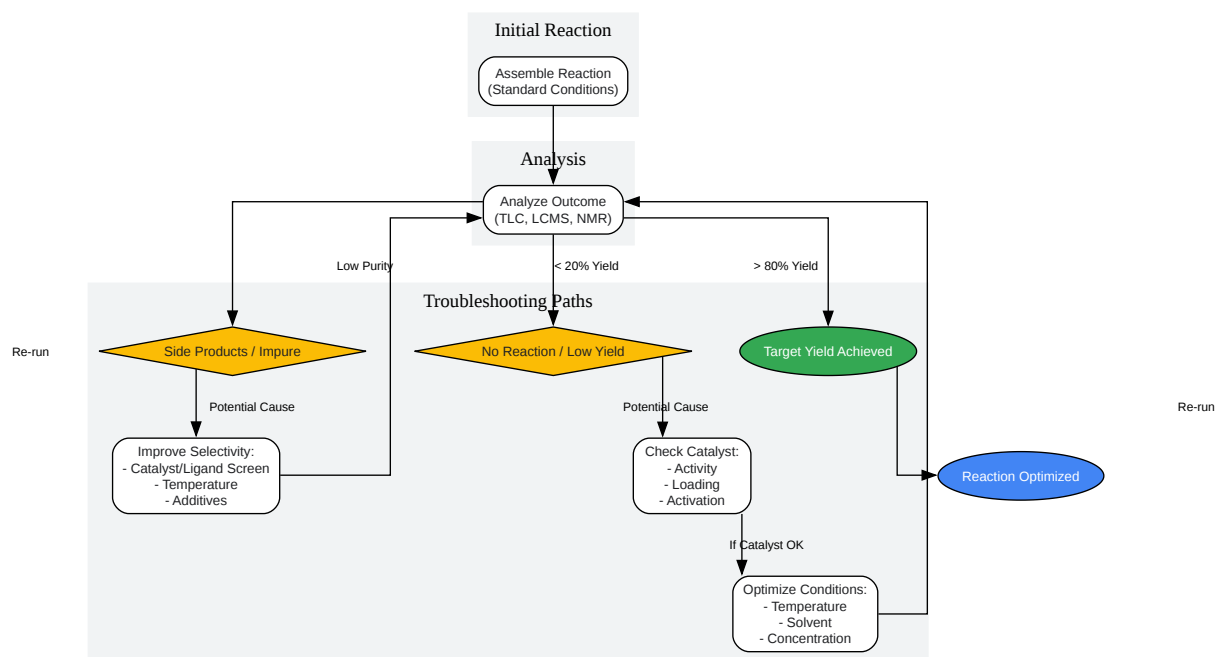 Initial Reaction
Assemble Reaction
(Standard Conditions)
Analysis
Analyze Outcome
(TLC, LCMS, NMR)
Low Purity
< 20% Yield
> 80% Yield
Troubleshooting Paths
Re-run
Side Products / Impure
No Reaction / Low Yield
Target Yield Achieved
Potential Cause
Potential Cause
Re-run
Improve Selectivity:
- Catalyst/Ligand Screen
- Temperature
- Additives
Check Catalyst:
- Activity
- Loading
- Activation
Reaction Optimized
If Catalyst OK
Optimize Conditions:
- Temperature
- Solvent
- Concentration